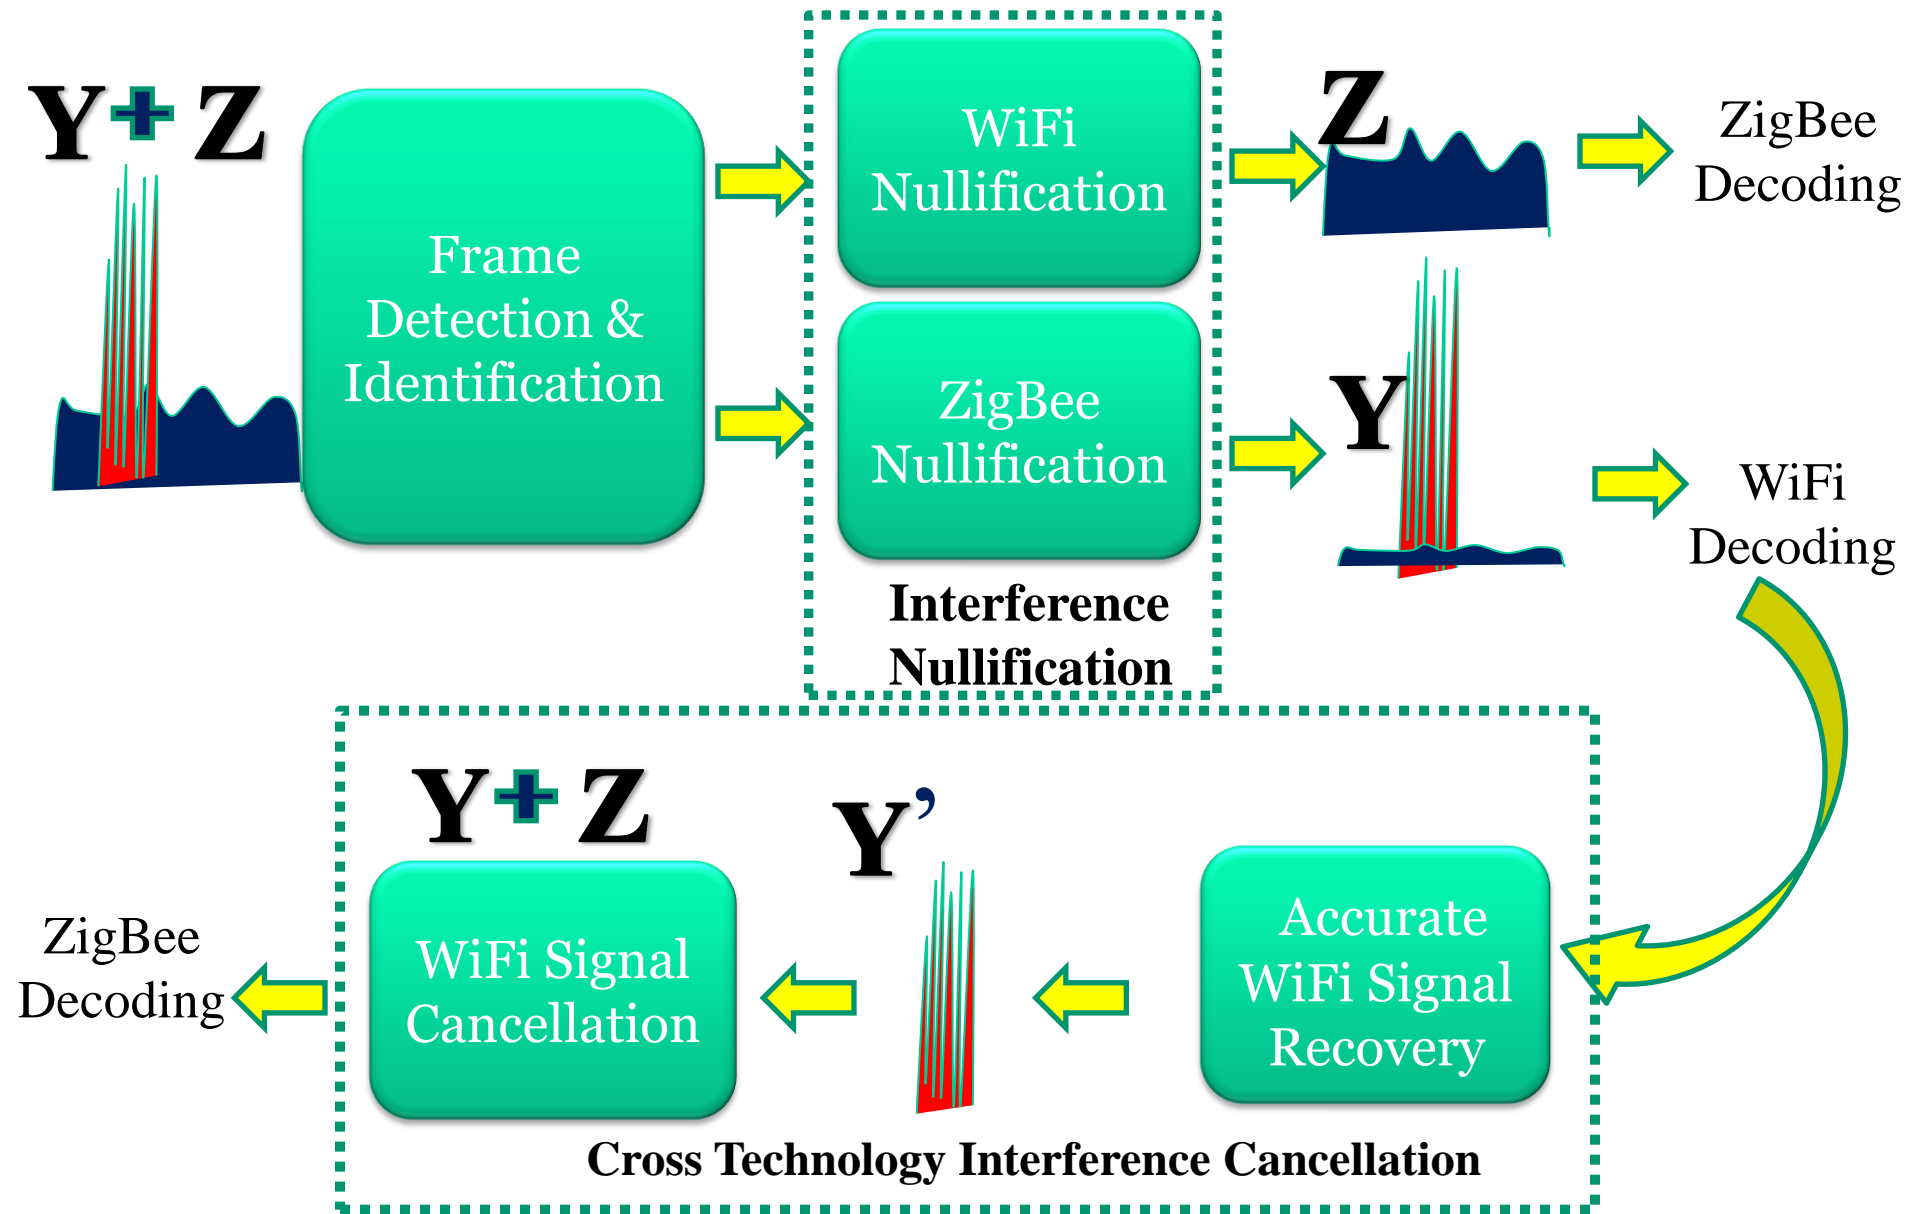 Y+ Z
Frame
Detection &
Identification
WiFi
Nullification
ZigBee
Nullification
Interference
Nullification
Z
ZigBee
Decoding
Y
WiFi
Decoding
Y+ Z
Y’
Accurate
WiFi Signal
Recovery
WiFi Signal
Cancellation
ZigBee
Decoding
Cross Technology Interference Cancellation